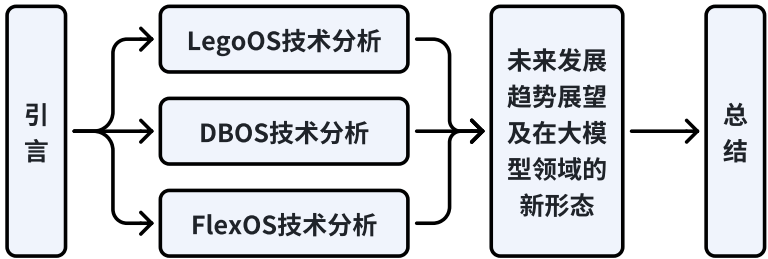 引
言
LegoOS技术分析
DBOS技术分析
FlexOS技术分析
未来发展
趋势展望
及在大模
型领域的
新形态
总
结